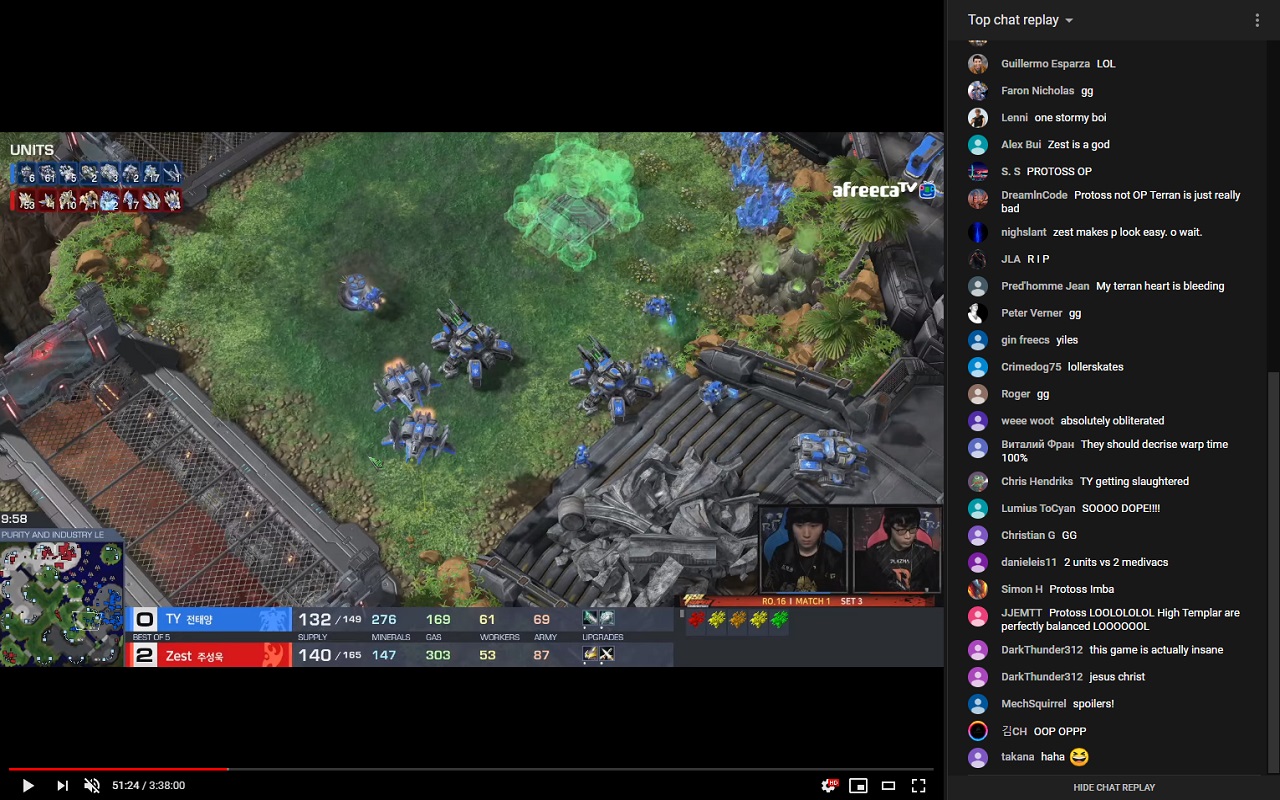 UNITS
6 61 5 2 3 2 17 1
53 10 2 7
afreecaTV
9:58
PURITY AND INDUSTRY LE
RO.16 | MATCH 1 SET 3
0 TY 전태양 132 / 149 276 169 61 69
BEST OF 5 SUPPLY MINERALS GAS WORKERS ARMY UPGRADES
2 Zest 주성욱 140 / 165 147 303 53 87
51:24 / 3:38:00
HD
Top chat replay
Guillermo Esparza LOL
Faron Nicholas gg
Lenni one stormy boi
Alex Bui Zest is a god
S. S PROTOSS OP
DreamInCode Protoss not OP Terran is just really
bad
nighslant zest makes p look easy. o wait.
JLA R I P
Pred'homme Jean My terran heart is bleeding
Peter Verner gg
gin freecs yiles
Crimedog75 lollerskates
Roger gg
weee woot absolutely obliterated
Виталий Фран They should decrise warp time
100%
Chris Hendriks TY getting slaughtered
Lumius ToCyan SOOOO DOPE!!!!
Christian G GG
danieleis11 2 units vs 2 medivacs
Simon H Protoss Imba
JJEMTT Protoss LOOLOLOLOL High Templar are
perfectly balanced LOOOOOOL
DarkThunder312 this game is actually insane
DarkThunder312 jesus christ
MechSquirrel spoilers!
김CH OOP OPPP
takana haha 😆
HIDE CHAT REPLAY